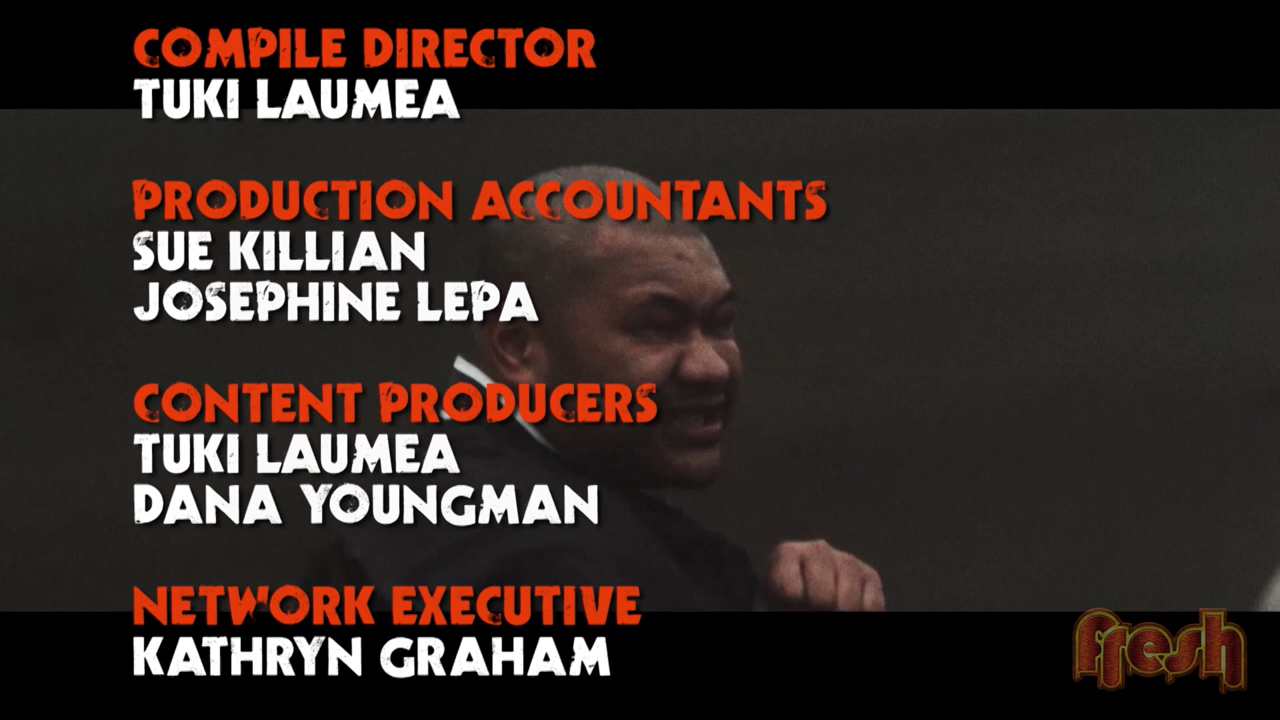 COMPILE DIRECTOR
TUKI LAUMEA
PRODUCTION ACCOUNTANTS
SUE KILLIAN
JOSEPHINE LEPA
CONTENT PRODUCERS
TUKI LAUMEA
DANA YOUNGMAN
NETWORK EXECUTIVE
KATHRYN GRAHAM
fresh